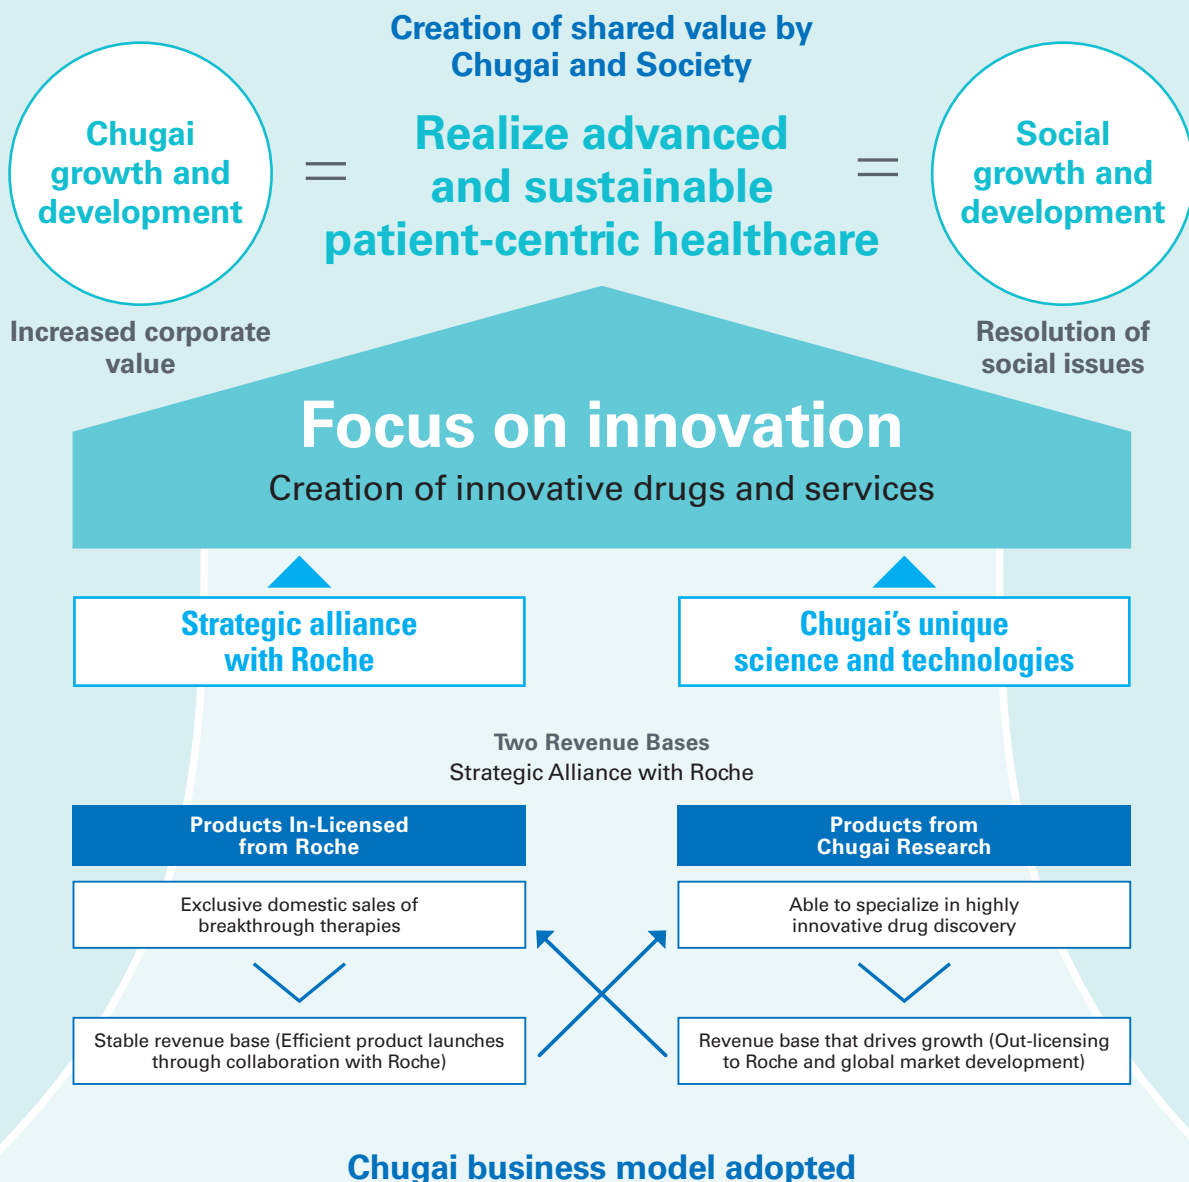 Creation of shared value by
Chugai and Society
Chugai
growth and
development
=
Realize advanced
and sustainable
patient-centric healthcare
=
Social
growth and
development
Increased corporate
value
Resolution of
social issues
Focus on innovation
Creation of innovative drugs and services
Strategic alliance
with Roche
Chugai’s unique
science and technologies
Two Revenue Bases
Strategic Alliance with Roche
Products In-Licensed
from Roche
Products from
Chugai Research
Exclusive domestic sales of
breakthrough therapies
Able to specialize in highly
innovative drug discovery
Stable revenue base (Efficient product launches
through collaboration with Roche)
Revenue base that drives growth (Out-licensing
to Roche and global market development)
Chugai business model adopted